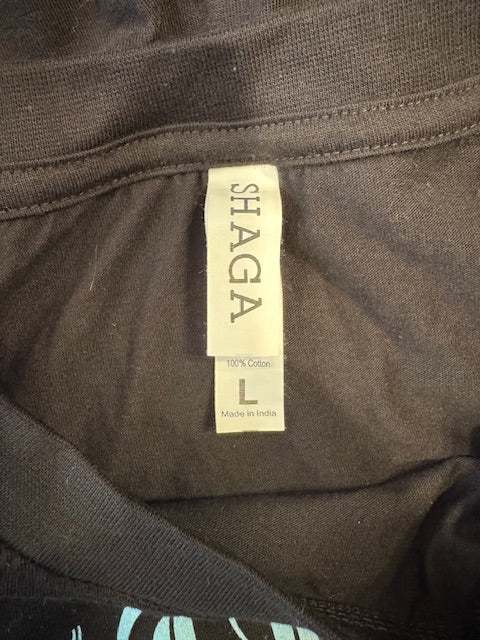 SHAGA
100% Cotton
L
Made in India